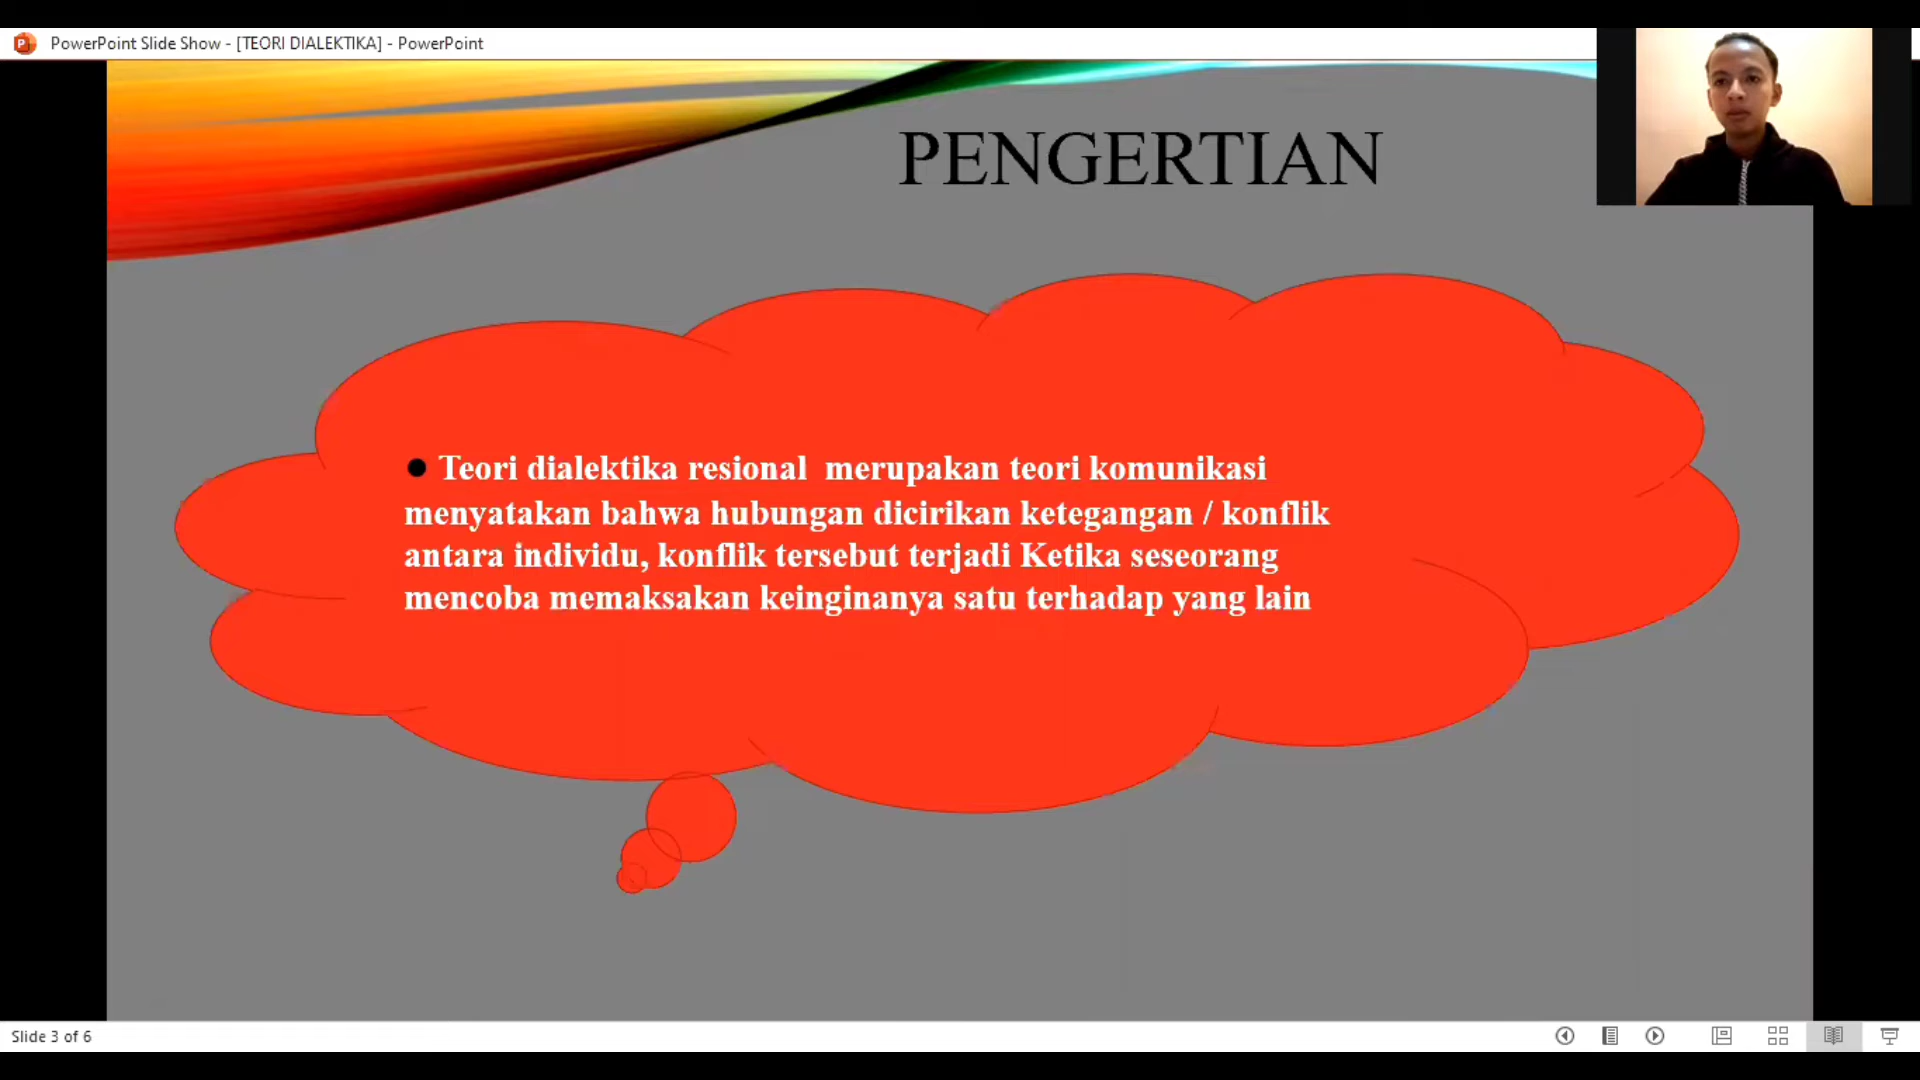 PowerPoint Slide Show - [TEORI DIALEKTIKA] - PowerPoint
PENGERTIAN
Teori dialektika resional merupakan teori komunikasi
menyatakan bahwa hubungan dicirikan ketegangan / konflik
antara individu, konflik tersebut terjadi Ketika seseorang
mencoba memaksakan keinginanya satu terhadap yang lain
Slide 3 of 6